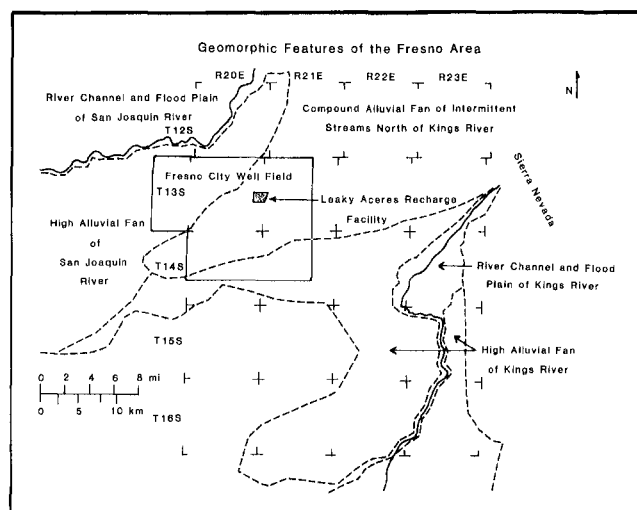 Geomorphic Features of the Fresno Area
R20E
R21E
R22E
R23E
N
River Channel and Flood Plain
of San Joaquin River
T12S
Compound Alluvial Fan of Intermittent
Streams North of Kings River
Sierra Nevada
Fresno City Well Field
T13S
Leaky Acres Recharge
Facility
High Alluvial Fan
of
San Joaquin
River
T14S
River Channel and Flood
Plain of Kings River
T15S
High Alluvial Fan
of Kings River
0 2 4 6 8 mi
0 5 10 km
T16S